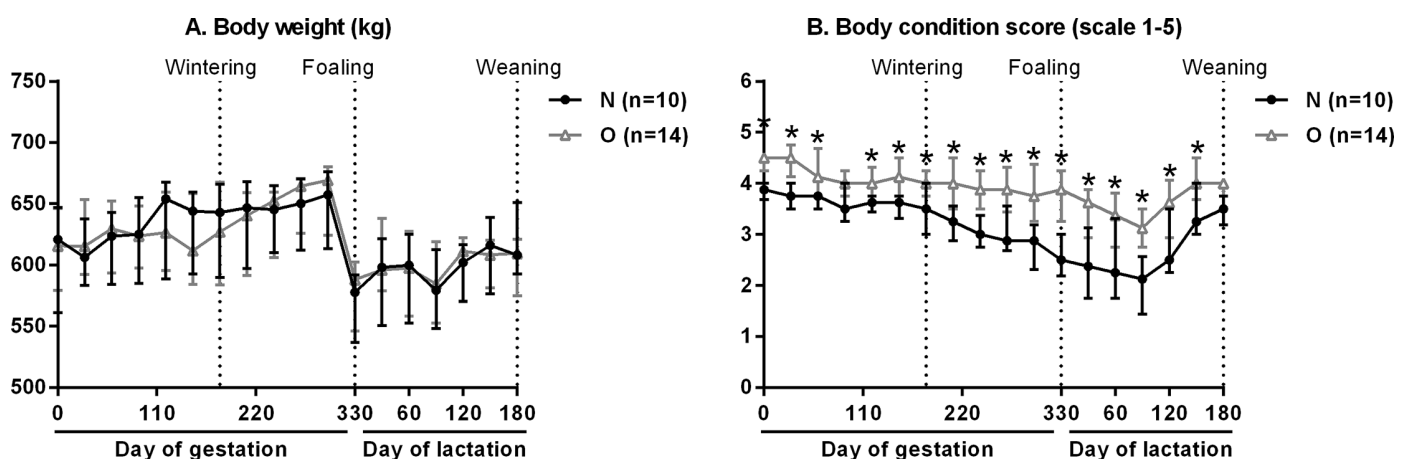 A. Body weight (kg)
Wintering Foaling Weaning
750
700
650
600
550
500
0 110 220 330 60 120 180
Day of gestation Day of lactation
N (n=10)
O (n=14)
B. Body condition score (scale 1-5)
Wintering Foaling Weaning
6
5
4
3
2
1
0
* * * * * * * * * * * * * * * *
0 110 220 330 60 120 180
Day of gestation Day of lactation
N (n=10)
O (n=14)